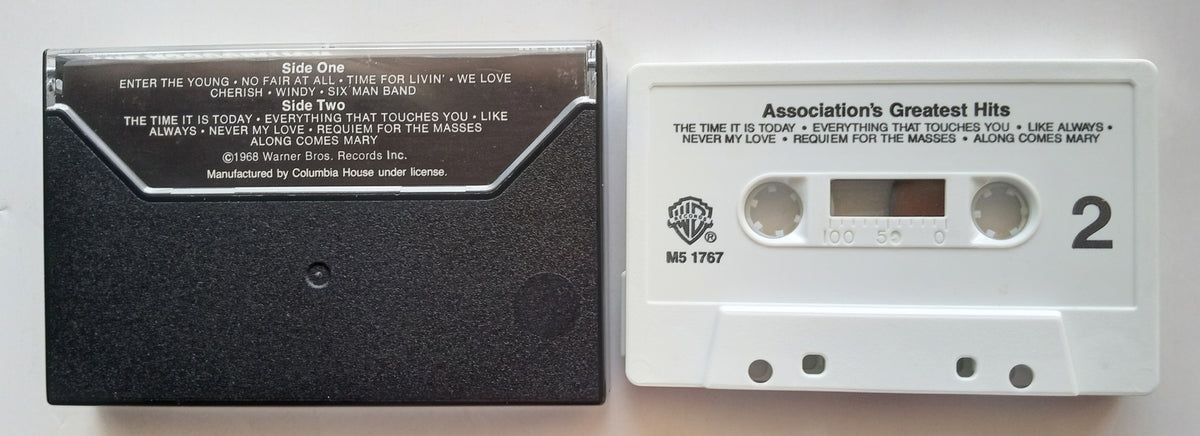 Side One
ENTER THE YOUNG • NO FAIR AT ALL • TIME FOR LIVIN' • WE LOVE
CHERISH • WINDY • SIX MAN BAND
Side Two
THE TIME IT IS TODAY • EVERYTHING THAT TOUCHES YOU • LIKE
ALWAYS • NEVER MY LOVE • REQUIEM FOR THE MASSES
ALONG COMES MARY
©1968 Warner Bros. Records Inc.
Manufactured by Columbia House under license.
Association's Greatest Hits
THE TIME IT IS TODAY • EVERYTHING THAT TOUCHES YOU • LIKE ALWAYS •
NEVER MY LOVE • REQUIEM FOR THE MASSES • ALONG COMES MARY
WB
®
M5 1767
100 50 0
2